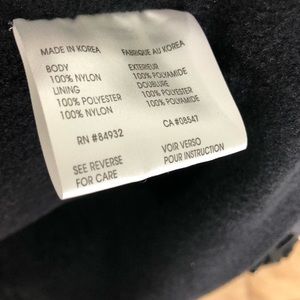 MADE IN KOREA
BODY
100% NYLON
LINING
100% POLYESTER
100% NYLON
RN #84932
SEE REVERSE
FOR CARE
FABRIQUE AU KOREA
EXTERIEUR
100% POLYAMIDE
DOUBLURE
100% POLYESTER
100% POLYAMIDE
CA #08547
VOIR VERSO
POUR INSTRUCTION